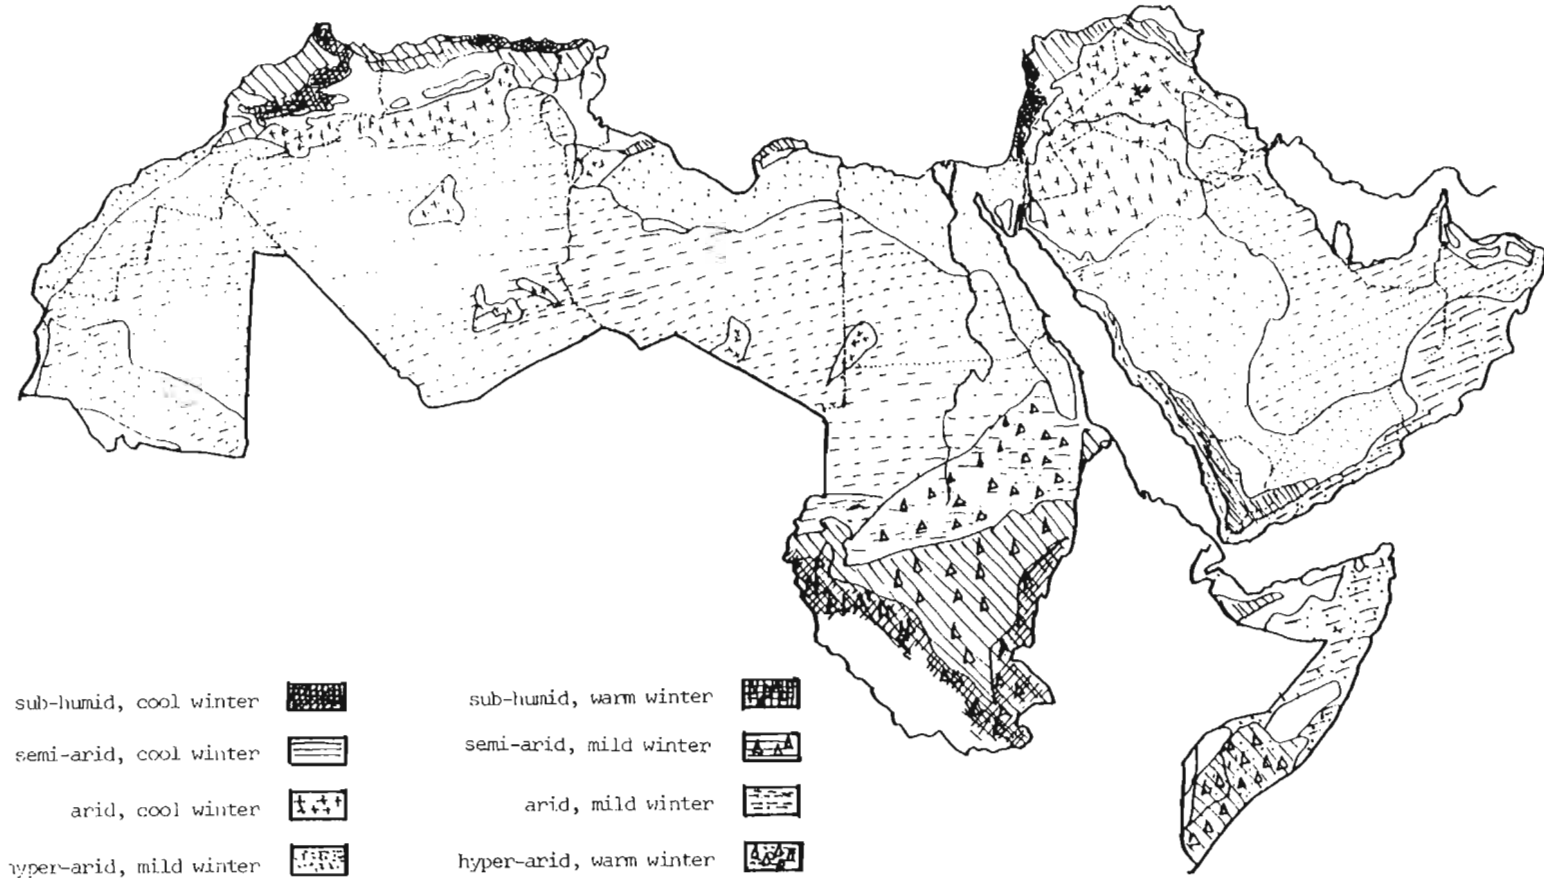 sub-humid, cool winter
semi-arid, cool winter
arid, cool winter
hyper-arid, mild winter
sub-humid, warm winter
semi-arid, mild winter
arid, mild winter
hyper-arid, warm winter